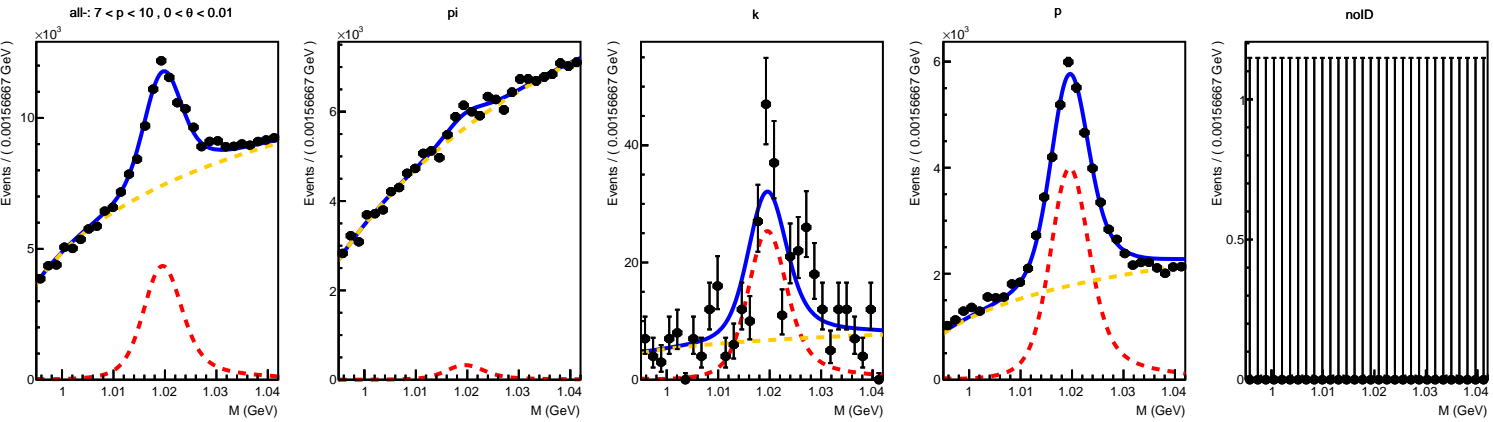 all-: 7 < p < 10 , 0 < θ < 0.01
×10³
Events / ( 0.00156667 GeV )
10
5
0
1 1.01 1.02 1.03 1.04
M (GeV)
pi
×10³
Events / ( 0.00156667 GeV )
6
4
2
0
1 1.01 1.02 1.03 1.04
M (GeV)
k
Events / ( 0.00156667 GeV )
40
20
0
1 1.01 1.02 1.03 1.04
M (GeV)
p
×10³
Events / ( 0.00156667 GeV )
6
4
2
0
1 1.01 1.02 1.03 1.04
M (GeV)
noID
Events / ( 0.00156667 GeV )
1
0.5
0
1 1.01 1.02 1.03 1.04
M (GeV)